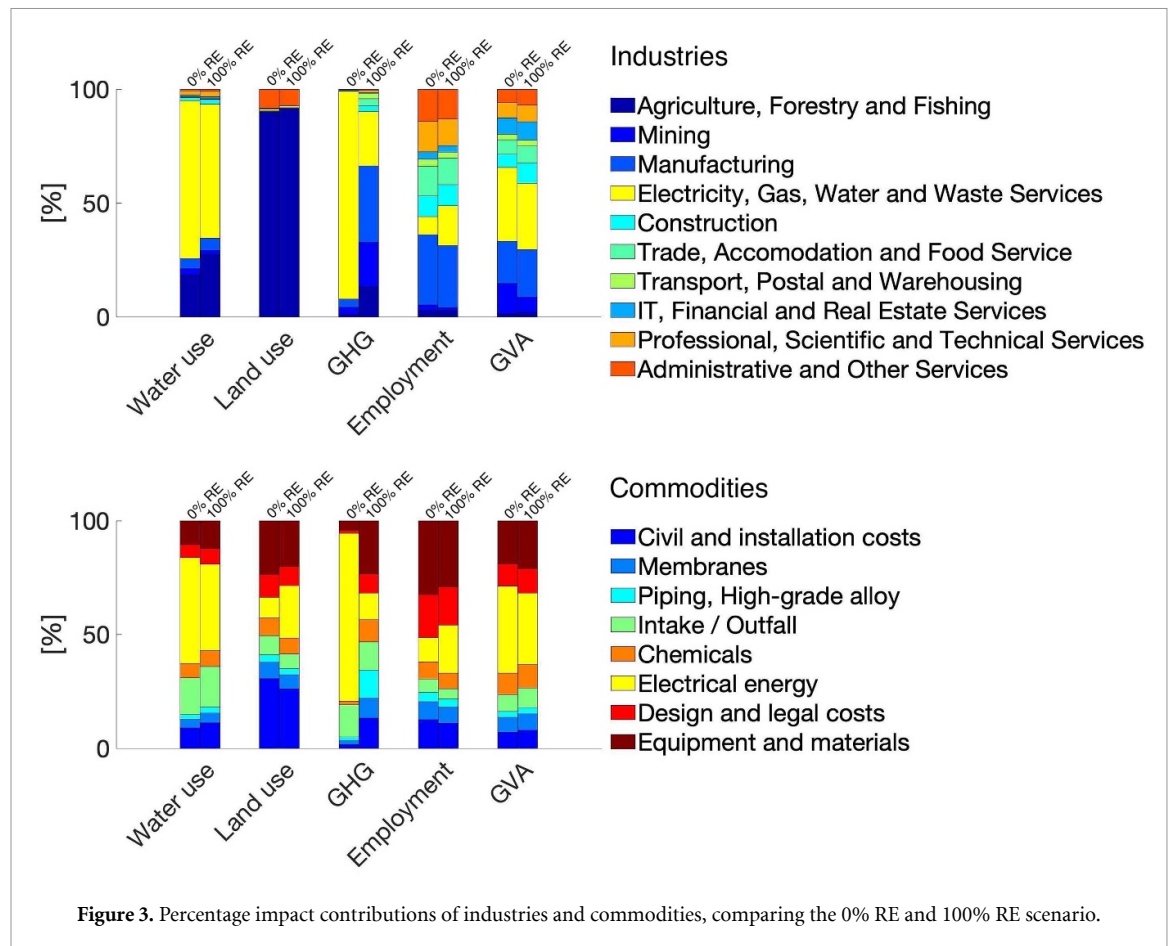 0% RE
100% RE
0% RE
100% RE
0% RE
100% RE
0% RE
100% RE
0% RE
100% RE
100
50
0
[%]
Water use
Land use
GHG
Employment
GVA
Industries
Agriculture, Forestry and Fishing
Mining
Manufacturing
Electricity, Gas, Water and Waste Services
Construction
Trade, Accomodation and Food Service
Transport, Postal and Warehousing
IT, Financial and Real Estate Services
Professional, Scientific and Technical Services
Administrative and Other Services
0% RE
100% RE
0% RE
100% RE
0% RE
100% RE
0% RE
100% RE
0% RE
100% RE
100
50
0
[%]
Water use
Land use
GHG
Employment
GVA
Commodities
Civil and installation costs
Membranes
Piping, High-grade alloy
Intake / Outfall
Chemicals
Electrical energy
Design and legal costs
Equipment and materials
Figure 3. Percentage impact contributions of industries and commodities, comparing the 0% RE and 100% RE scenario.